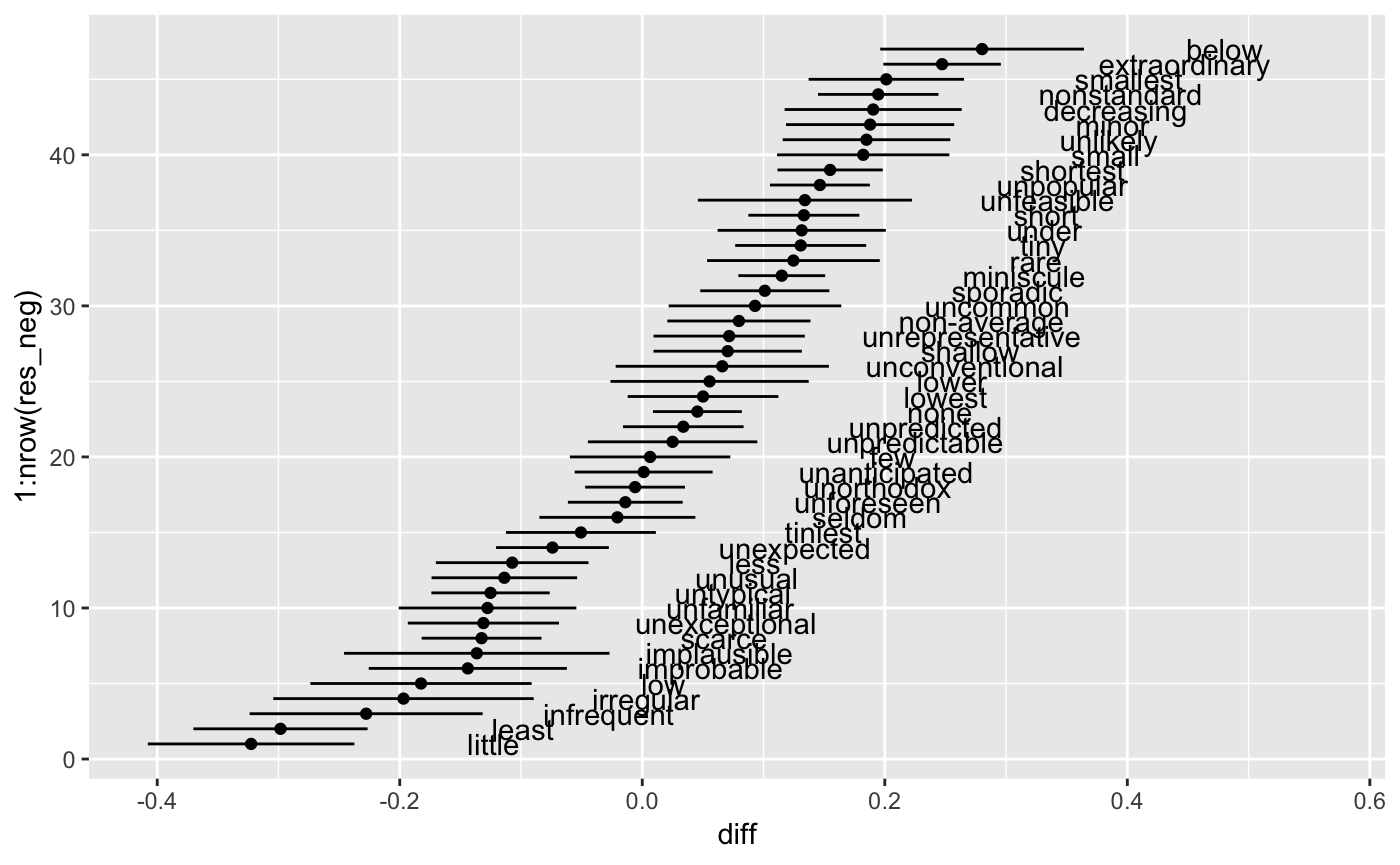 below
extraordinary
smallest
nonstandard
decreasing
minor
unlikely
small
shortest
unpopular
unfeasible
short
under
tiny
rare
miniscule
sporadic
uncommon
non-average
unrepresentative
shallow
unconventional
lower
lowest
none
unpredicted
unpredictable
few
unanticipated
unorthodox
unforeseen
seldom
tiniest
unexpected
less
unusual
untypical
unfamiliar
unexceptional
scarce
implausible
improbable
low
irregular
infrequent
least
little
40
30
20
10
0
1:nrow(res_neg)
-0.4
-0.2
0.0
0.2
0.4
0.6
diff